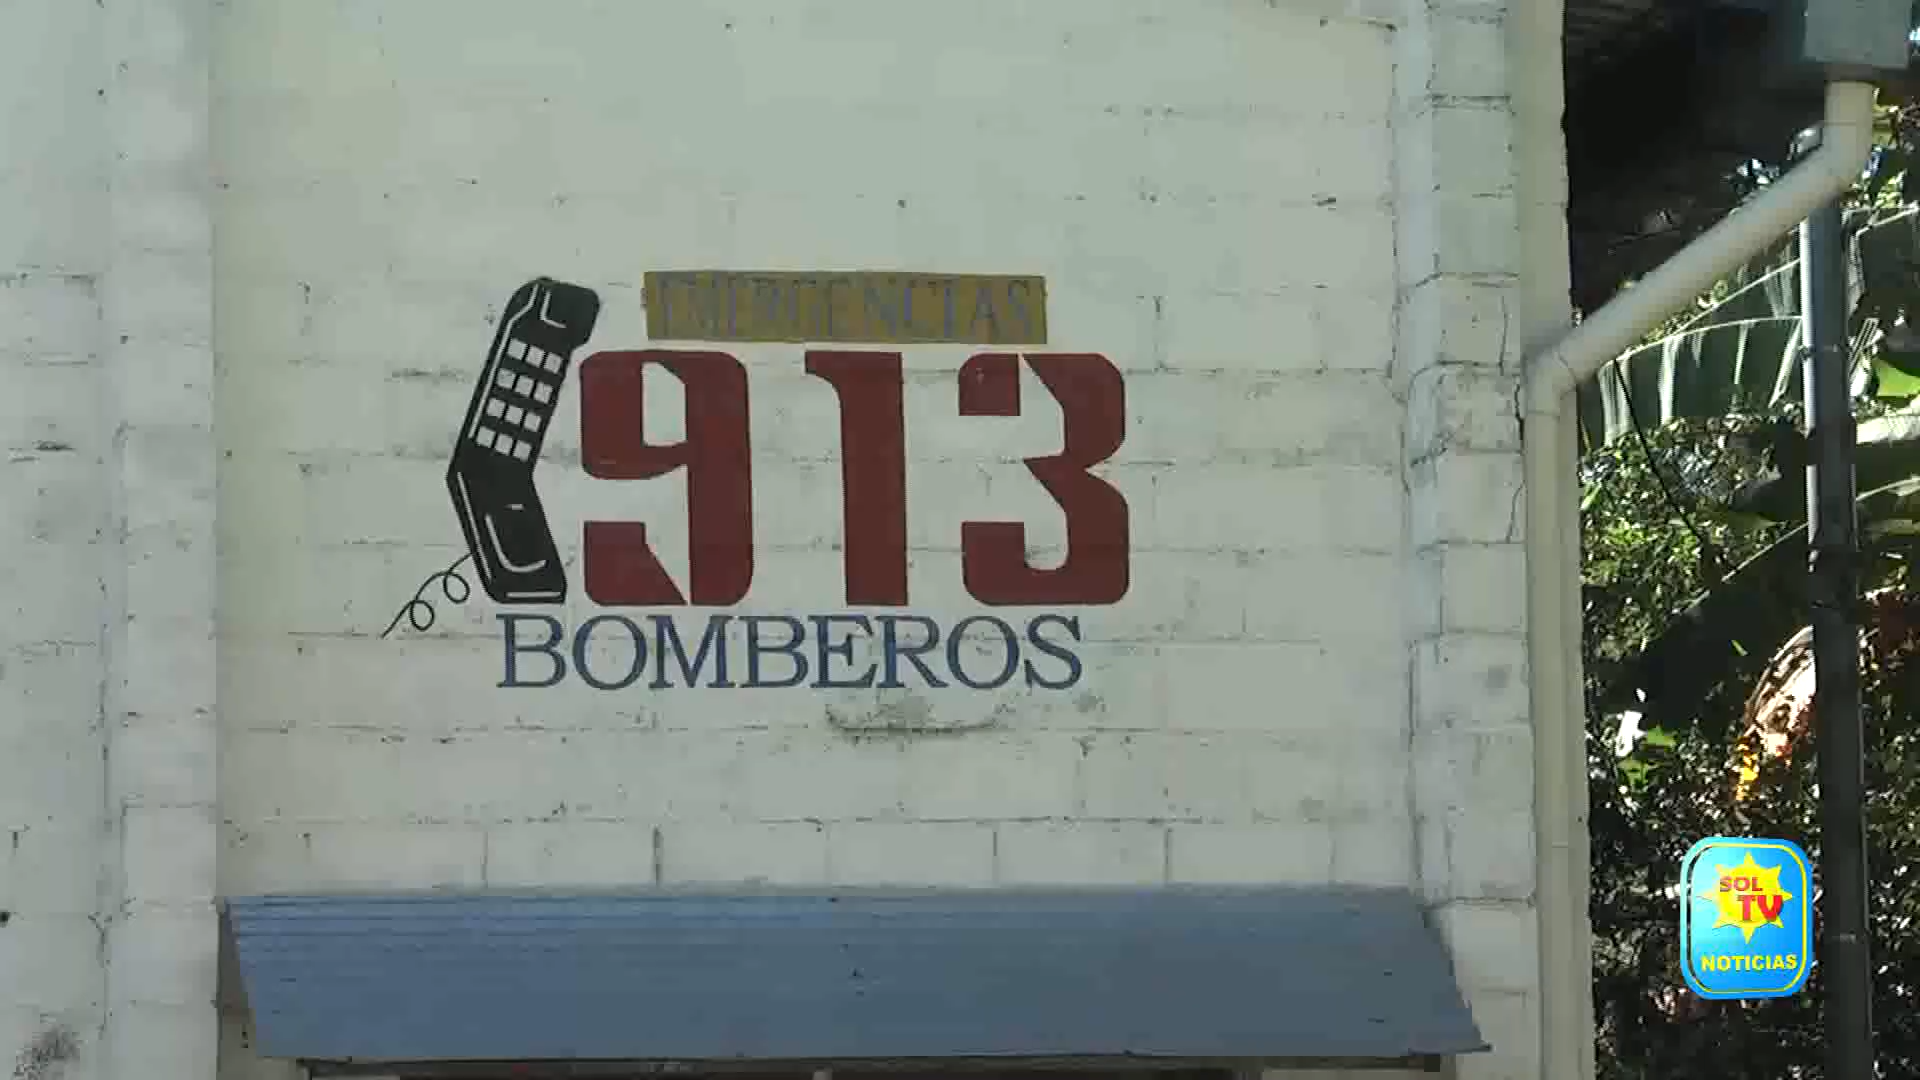 EMERGENCIAS
913
BOMBEROS
SOL
TV
NOTICIAS